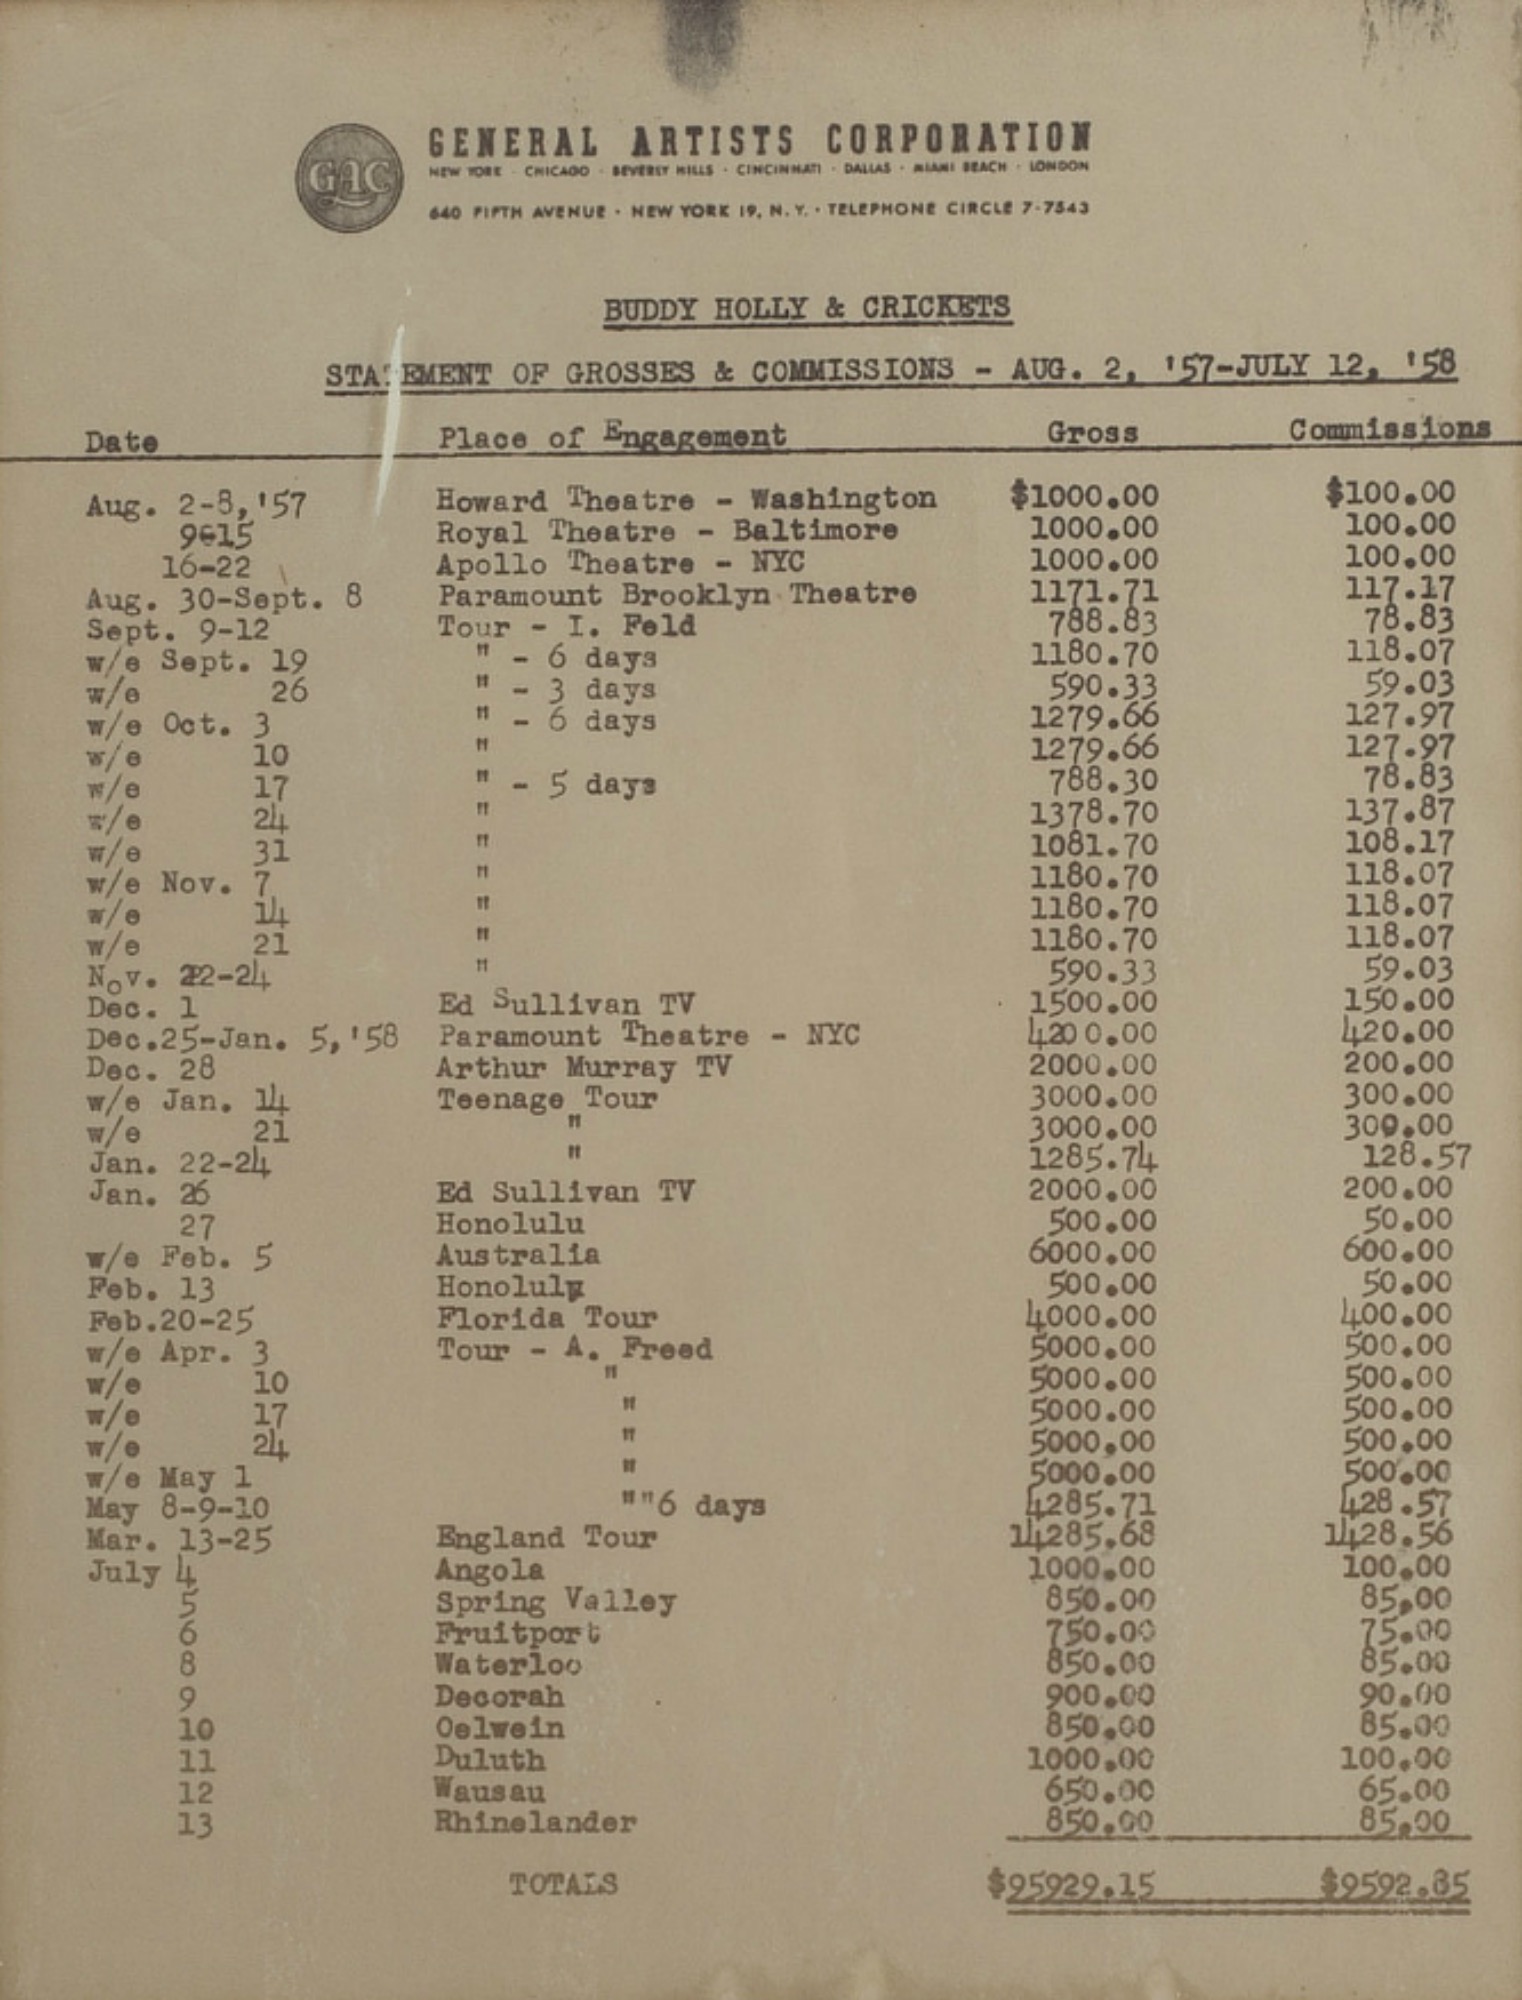 GAC
GENERAL ARTISTS CORPORATION
NEW YORK · CHICAGO · BEVERLY HILLS · CINCINNATI · DALLAS · MIAMI BEACH · LONDON
640 FIFTH AVENUE · NEW YORK 19, N.Y. · TELEPHONE CIRCLE 7-7543
BUDDY HOLLY & CRICKETS
STATEMENT OF GROSSES & COMMISSIONS - AUG. 2, '57-JULY 12, '58
Date Place of Engagement Gross Commissions
Aug. 2-8,'57 Howard Theatre - Washington $1000.00 $100.00
9-15 Royal Theatre - Baltimore 1000.00 100.00
16-22 Apollo Theatre - NYC 1000.00 100.00
Aug. 30-Sept. 8 Paramount Brooklyn Theatre 1171.71 117.17
Sept. 9-12 Tour - I. Feld 788.83 78.83
w/e Sept. 19 " - 6 days 1180.70 118.07
w/e 26 " - 3 days 590.33 59.03
w/e Oct. 3 " - 6 days 1279.66 127.97
w/e 10 " 1279.66 127.97
w/e 17 " - 5 days 788.30 78.83
w/e 24 " 1378.70 137.87
w/e 31 " 1081.70 108.17
w/e Nov. 7 " 1180.70 118.07
w/e 14 " 1180.70 118.07
w/e 21 " 1180.70 118.07
Nov. 22-24 " 590.33 59.03
Dec. 1 Ed Sullivan TV 1500.00 150.00
Dec.25-Jan. 5,'58 Paramount Theatre - NYC 4200.00 420.00
Dec. 28 Arthur Murray TV 2000.00 200.00
w/e Jan. 14 Teenage Tour 3000.00 300.00
w/e 21 " 3000.00 300.00
Jan. 22-24 " 1285.74 128.57
Jan. 26 Ed Sullivan TV 2000.00 200.00
27 Honolulu 500.00 50.00
w/e Feb. 5 Australia 6000.00 600.00
Feb. 13 Honolulu 500.00 50.00
Feb.20-25 Florida Tour 4000.00 400.00
w/e Apr. 3 Tour - A. Freed 5000.00 500.00
w/e 10 " 5000.00 500.00
w/e 17 " 5000.00 500.00
w/e 24 " 5000,00 500.00
w/e May 1 " 5000.00 500.00
May 8-9-10 ""6 days 4285.71 428.57
Mar. 13-25 England Tour 14285.68 1428.56
July 4 Angola 1000.00 100.00
5 Spring Valley 850.00 85,00
6 Fruitport 750.00 75.00
8 Waterloo 850.00 85.00
9 Decorah 900.00 90.00
10 Oelwein 850.00 85.00
11 Duluth 1000.00 100.00
12 Wausau 650.00 65.00
13 Rhinelander 850.00 85,00
TOTALS $95929.15 $9592.85